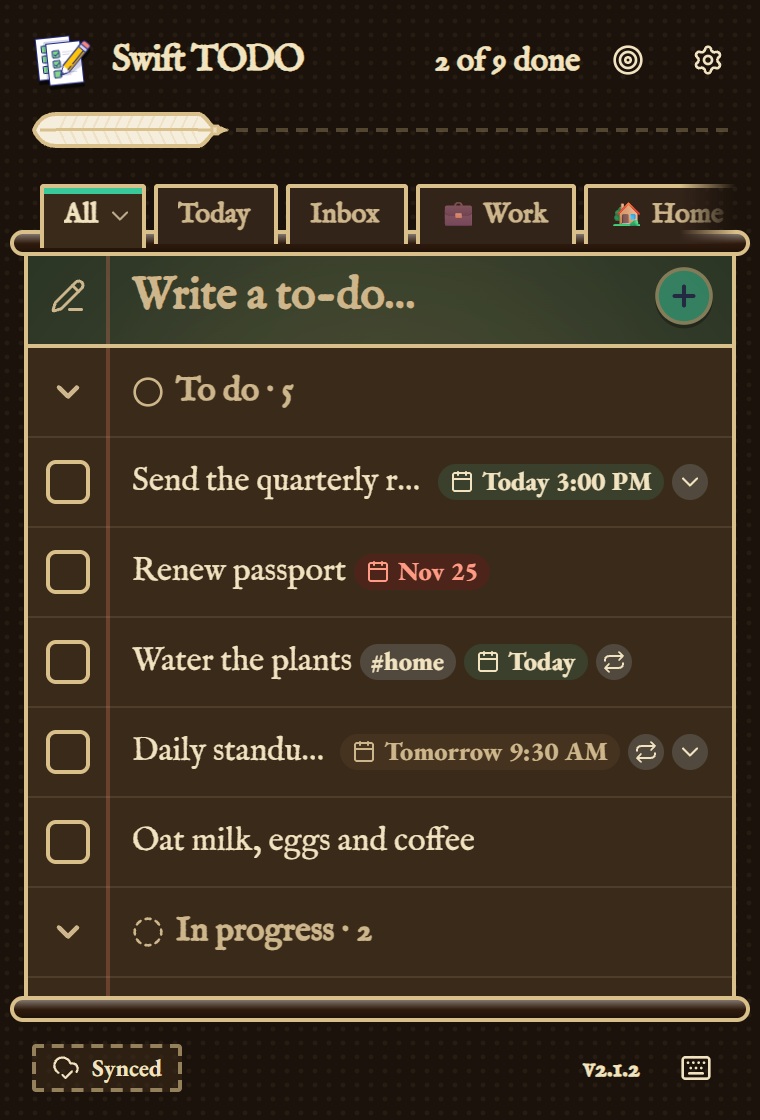 Swift TODO
2 of 9 done
All
Today
Inbox
Work
Home
Write a to-do...
To do · 5
Send the quarterly r... Today 3:00 PM
Renew passport Nov 25
Water the plants #home Today
Daily standu... Tomorrow 9:30 AM
Oat milk, eggs and coffee
In progress · 2
Synced
V2.1.2